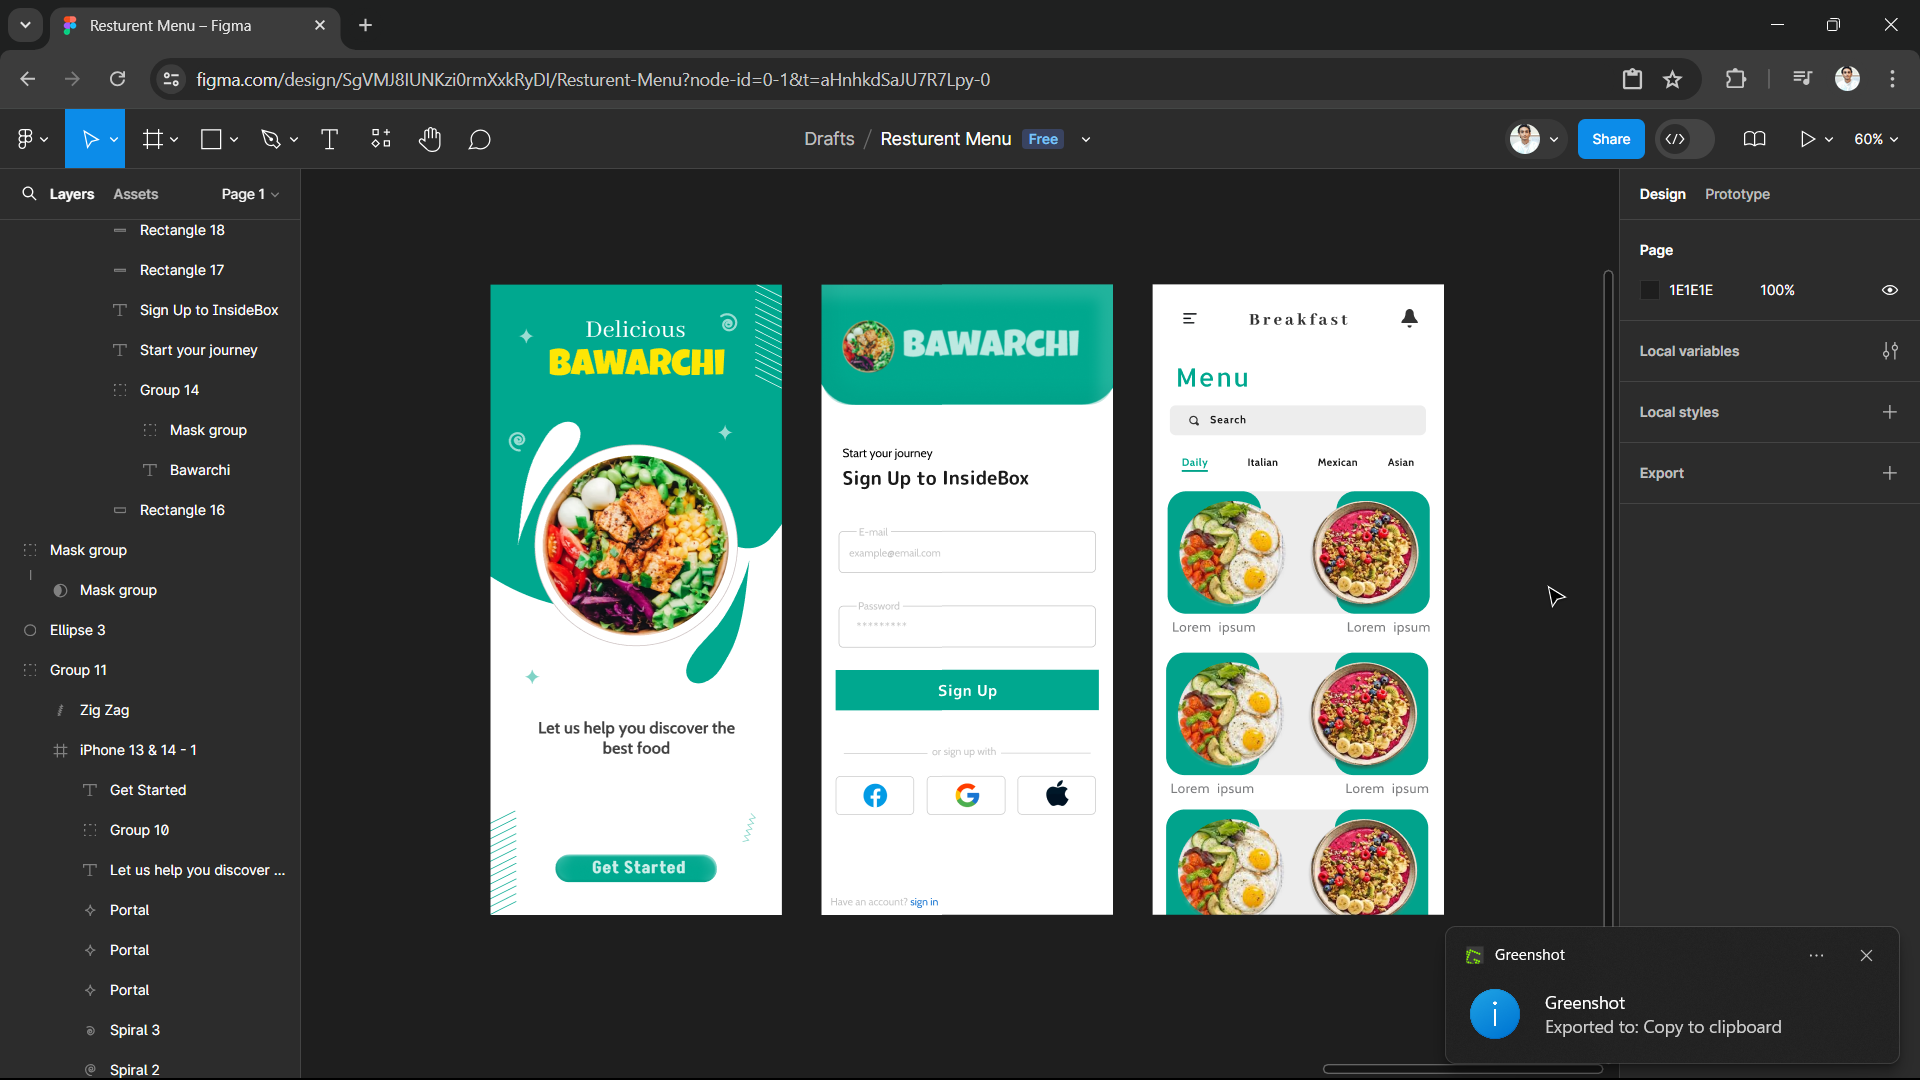 Resturent Menu – Figma
figma.com/design/SgVMJ8IUNKzi0rmXxkRyDI/Resturent-Menu?node-id=0-1&t=aHnhkdSaJU7R7Lpy-0
Drafts / Resturent Menu Free
Share
60%
Layers Assets Page 1
Rectangle 18
Rectangle 17
Sign Up to InsideBox
Start your journey
Group 14
Mask group
Bawarchi
Rectangle 16
Mask group
Mask group
Ellipse 3
Group 11
Zig Zag
iPhone 13 & 14 - 1
Get Started
Group 10
Let us help you discover ...
Portal
Portal
Portal
Spiral 3
Spiral 2
Delicious
BAWARCHI
Let us help you discover the
best food
Get Started
BAWARCHI
Start your journey
Sign Up to InsideBox
E-mail
example@email.com
Password
*********
Sign Up
or sign up with
Have an account? sign in
Breakfast
Menu
Search
Daily Italian Mexican Asian
Lorem ipsum Lorem ipsum
Lorem ipsum Lorem ipsum
Design Prototype
Page
1E1E1E 100%
Local variables
Local styles
Export
Greenshot
Greenshot
Exported to: Copy to clipboard